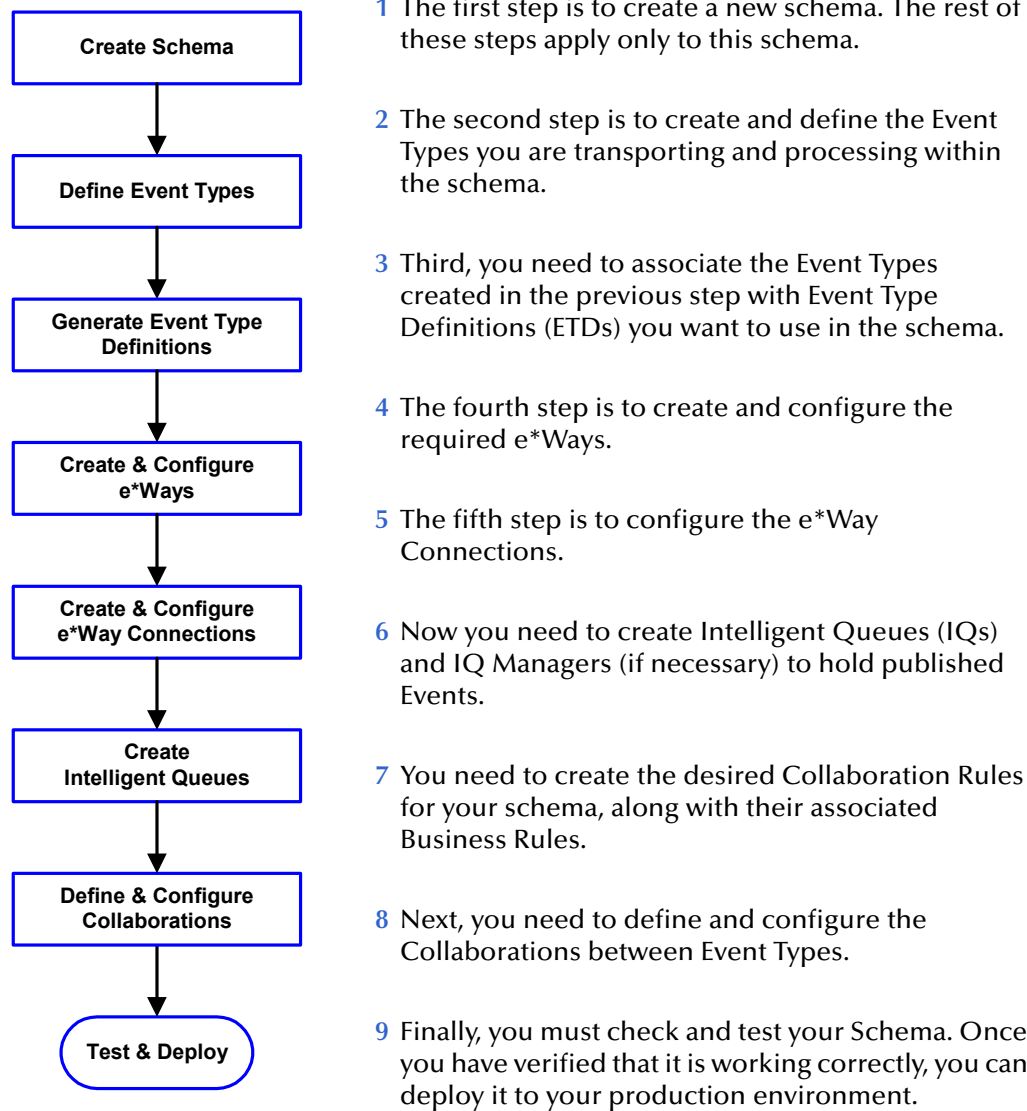 Create Schema
Define Event Types
Generate Event Type
Definitions
Create & Configure
e*Ways
Create & Configure
e*Way Connections
Create
Intelligent Queues
Define & Configure
Collaborations
Test & Deploy
1 The first step is to create a new schema. The rest of
these steps apply only to this schema.
2 The second step is to create and define the Event
Types you are transporting and processing within
the schema.
3 Third, you need to associate the Event Types
created in the previous step with Event Type
Definitions (ETDs) you want to use in the schema.
4 The fourth step is to create and configure the
required e*Ways.
5 The fifth step is to configure the e*Way
Connections.
6 Now you need to create Intelligent Queues (IQs)
and IQ Managers (if necessary) to hold published
Events.
7 You need to create the desired Collaboration Rules
for your schema, along with their associated
Business Rules.
8 Next, you need to define and configure the
Collaborations between Event Types.
9 Finally, you must check and test your Schema. Once
you have verified that it is working correctly, you can
deploy it to your production environment.